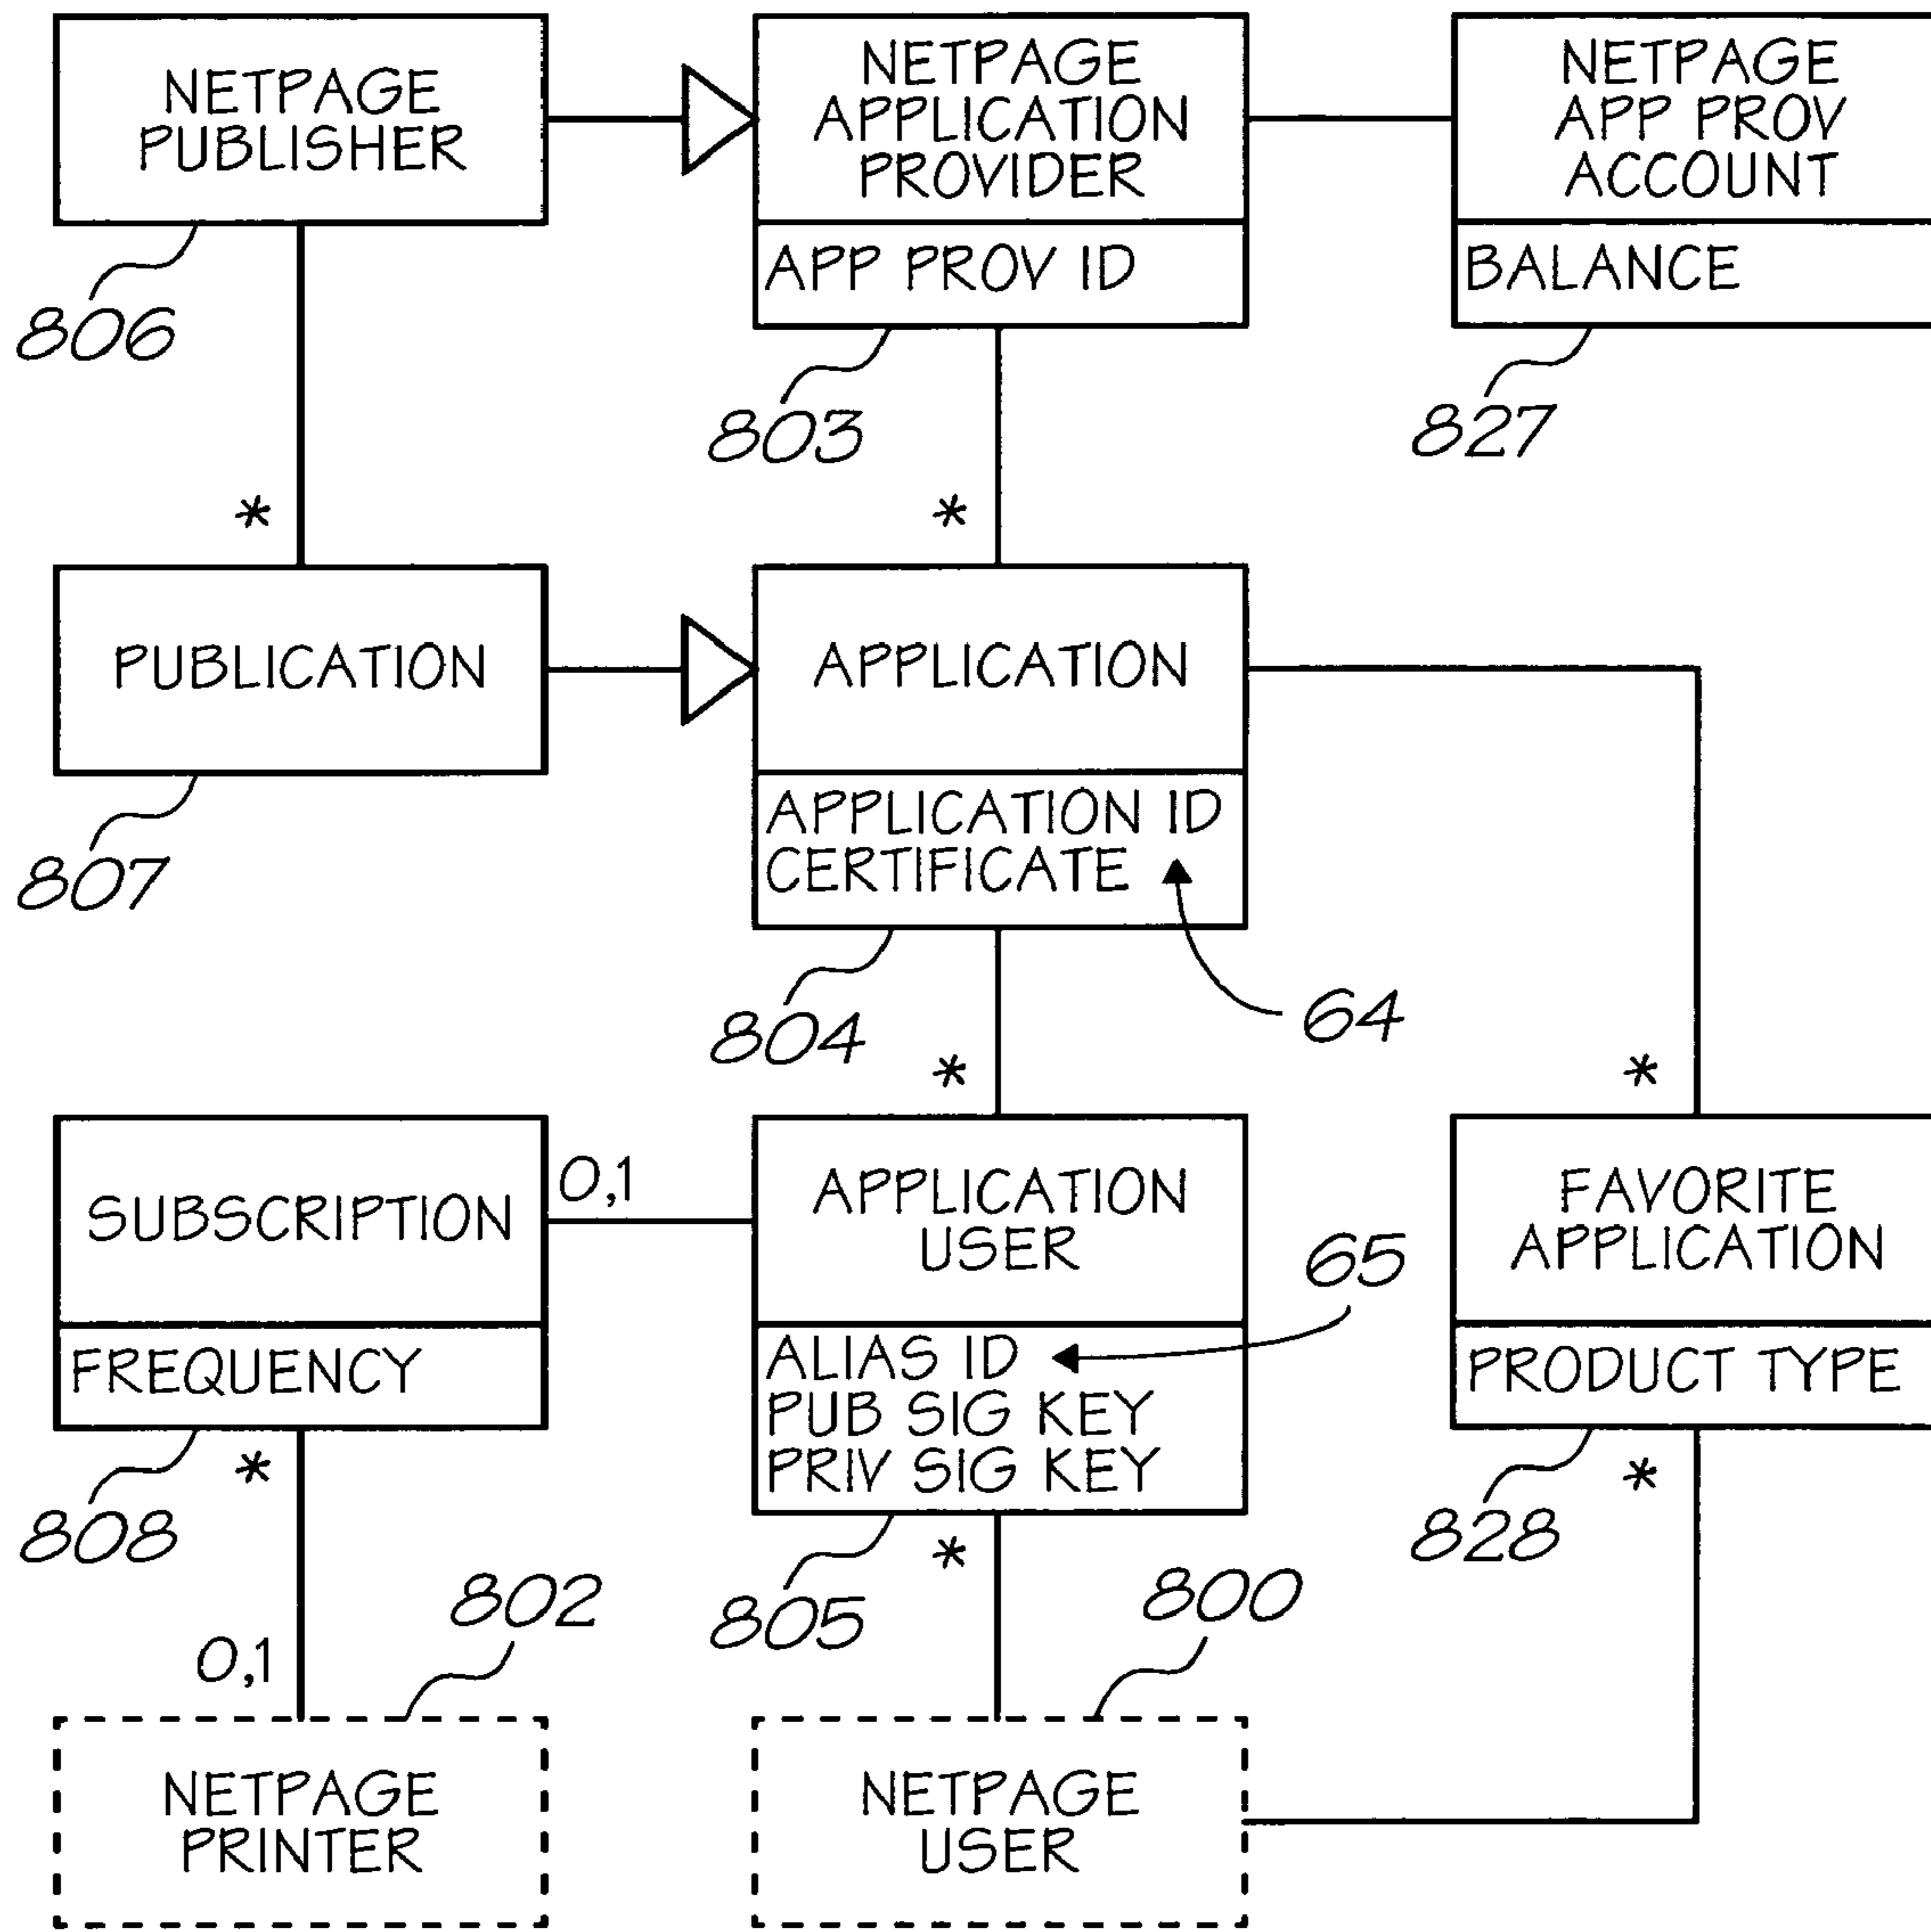 NETPAGE
PUBLISHER
NETPAGE
APPLICATION
PROVIDER
APP PROV ID
NETPAGE
APP PROV
ACCOUNT
BALANCE
806
803
827
*
*
PUBLICATION
APPLICATION
APPLICATION ID
CERTIFICATE
807
804
64
*
*
SUBSCRIPTION
FREQUENCY
0,1
APPLICATION
USER
ALIAS ID
PUB SIG KEY
PRIV SIG KEY
65
FAVORITE
APPLICATION
PRODUCT TYPE
808
*
802
0,1
805
*
800
828
*
NETPAGE
PRINTER
NETPAGE
USER